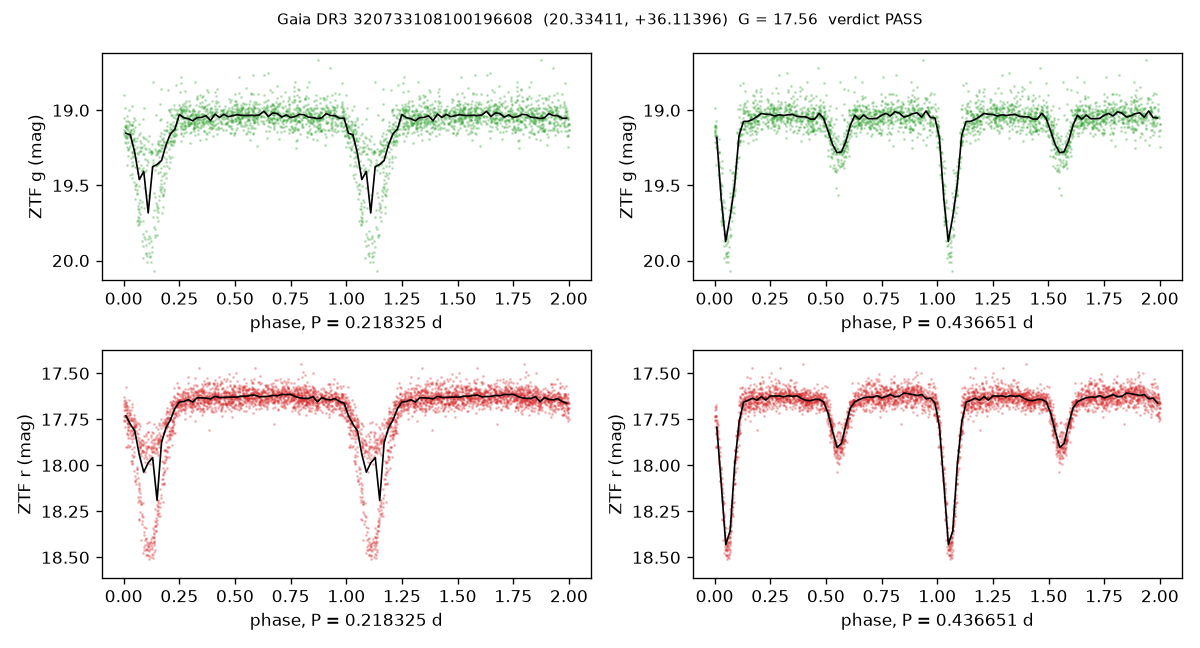 Gaia DR3 320733108100196608  (20.33411, +36.11396)  G = 17.56  verdict PASS
ZTF g (mag)
19.0
19.5
20.0
0.00 0.25 0.50 0.75 1.00 1.25 1.50 1.75 2.00
phase, P = 0.218325 d
ZTF g (mag)
19.0
19.5
20.0
0.00 0.25 0.50 0.75 1.00 1.25 1.50 1.75 2.00
phase, P = 0.436651 d
ZTF r (mag)
17.50
17.75
18.00
18.25
18.50
0.00 0.25 0.50 0.75 1.00 1.25 1.50 1.75 2.00
phase, P = 0.218325 d
ZTF r (mag)
17.50
17.75
18.00
18.25
18.50
0.00 0.25 0.50 0.75 1.00 1.25 1.50 1.75 2.00
phase, P = 0.436651 d